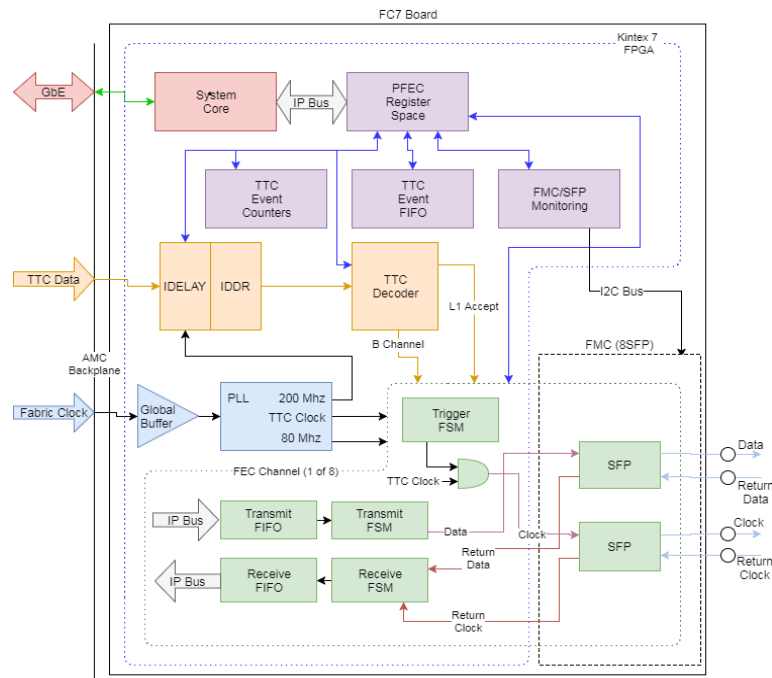 FC7 Board
Kintex 7
FPGA
GbE
System
Core
IP Bus
PFEC
Register
Space
TTC
Event
Counters
TTC
Event
FIFO
FMC/SFP
Monitoring
TTC Data
IDELAY
IDDR
TTC
Decoder
L1 Accept
I2C Bus
B Channel
FMC (8SFP)
AMC
Backplane
Fabric Clock
Global
Buffer
PLL
200 Mhz
TTC Clock
80 Mhz
Trigger
FSM
FEC Channel (1 of 8)
TTC Clock
SFP
Data
Return
Data
IP Bus
Transmit
FIFO
Transmit
FSM
Data
Clock
SFP
Clock
Return
Clock
Return
Data
IP Bus
Receive
FIFO
Receive
FSM
Return
Clock